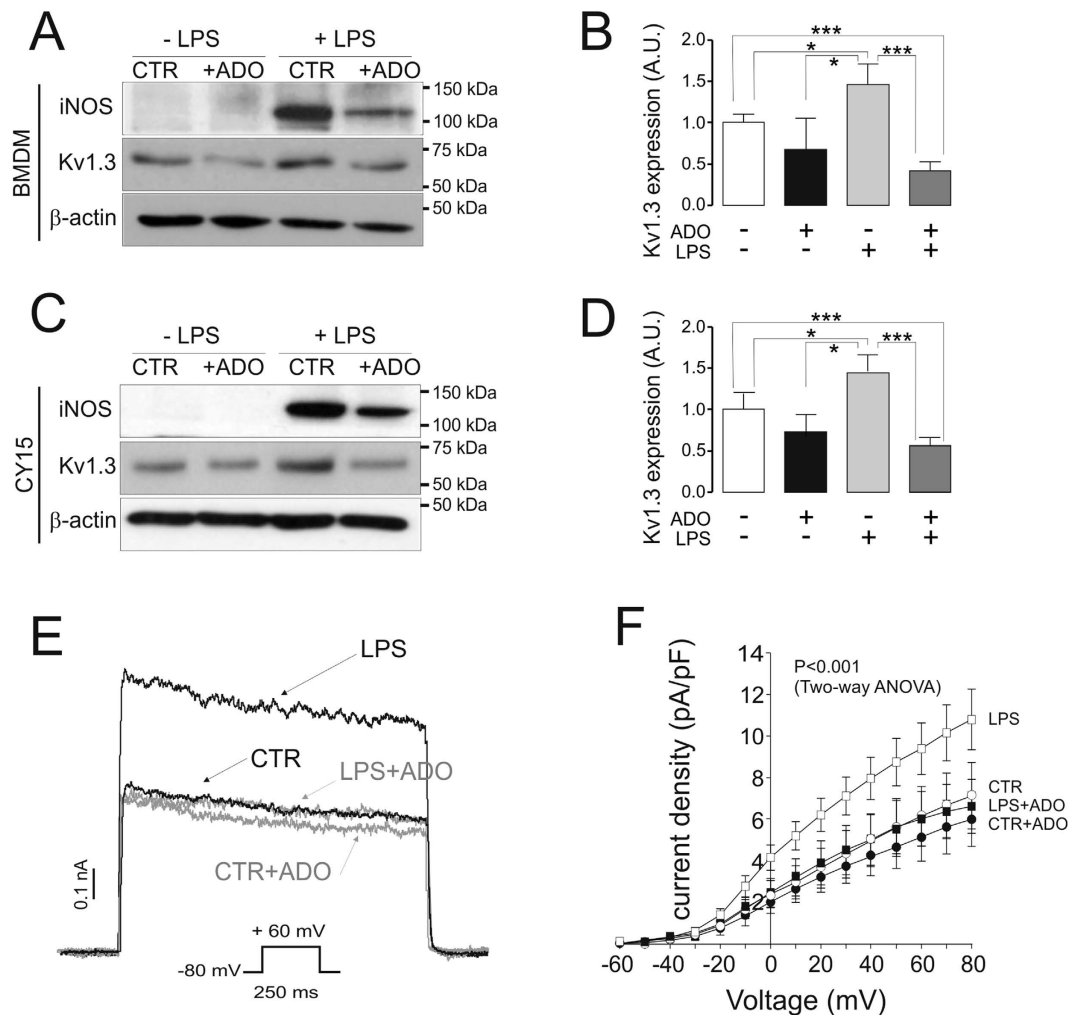 A
- LPS + LPS
CTR +ADO CTR +ADO
BMDM
iNOS
150 kDa
100 kDa
Kv1.3
75 kDa
50 kDa
β-actin
50 kDa
B
Kv1.3 expression (A.U.)
2.0
1.5
1.0
0.5
0.0
***
*
* ***
ADO - + - +
LPS - - + +
C
- LPS + LPS
CTR +ADO CTR +ADO
CY15
iNOS
150 kDa
100 kDa
Kv1.3
75 kDa
50 kDa
β-actin
50 kDa
D
Kv1.3 expression (A.U.)
2.0
1.5
1.0
0.5
0.0
***
*
* ***
ADO - + - +
LPS - - + +
E
LPS
CTR
LPS+ADO
CTR+ADO
0.1 nA
+ 60 mV
-80 mV
250 ms
F
current density (pA/pF)
14
12
10
8
6
4
2
P<0.001
(Two-way ANOVA)
LPS
CTR
LPS+ADO
CTR+ADO
-60 -40 -20 0 20 40 60 80
Voltage (mV)